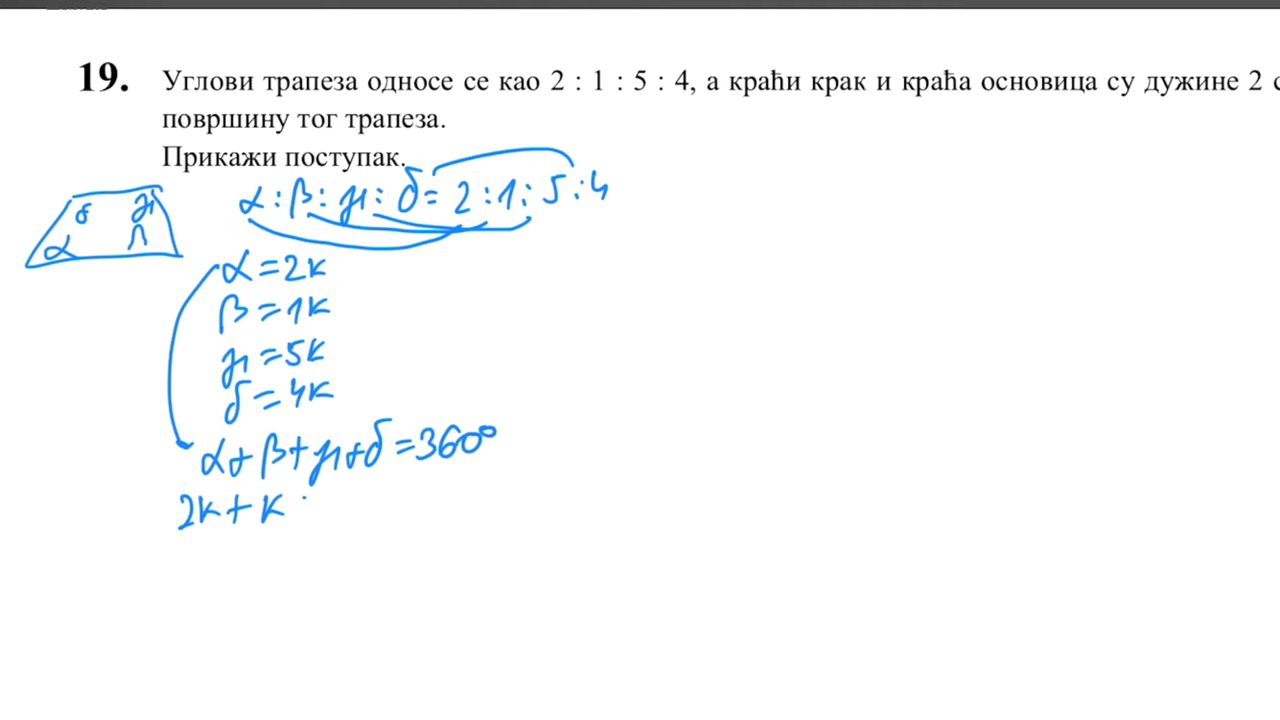 19. Углови трапеза односе се као 2 : 1 : 5 : 4, а краћи крак и краћа основица су дужине 2
површину тог трапеза.
Прикажи поступак.
α : β : γ : δ = 2 : 1 : 5 : 4
δ γ
α β
α = 2k
β = 1k
γ = 5k
δ = 4k
α + β + γ + δ = 360°
2k + k